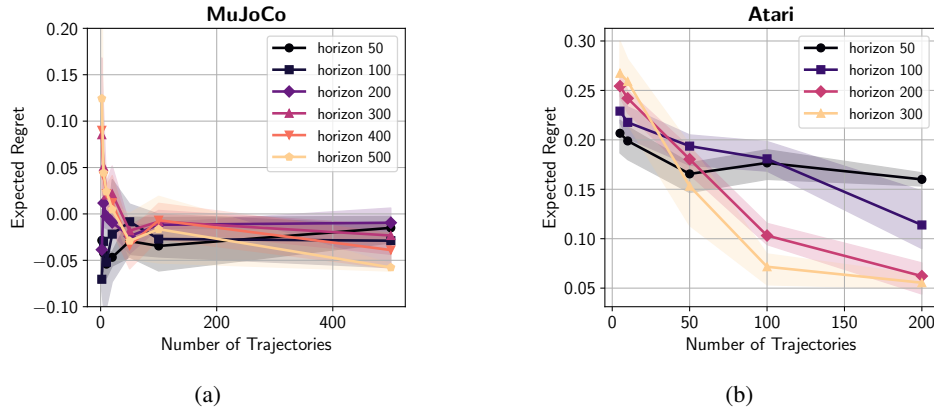 MuJoCo
0.20
0.15
0.10
0.05
0.00
−0.05
−0.10
Expected Regret
horizon 50
horizon 100
horizon 200
horizon 300
horizon 400
horizon 500
0
200
400
Number of Trajectories
(a)
Atari
0.30
0.25
0.20
0.15
0.10
0.05
Expected Regret
horizon 50
horizon 100
horizon 200
horizon 300
0
50
100
150
200
Number of Trajectories
(b)